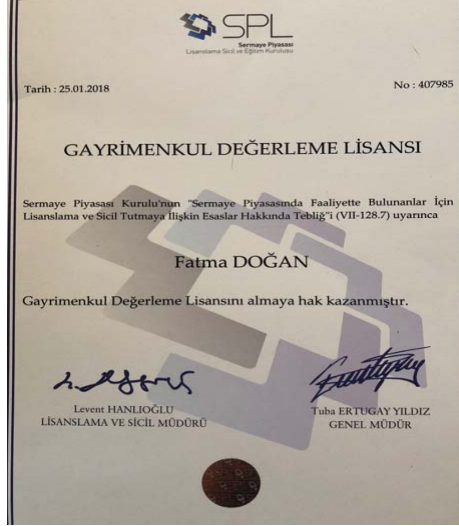 SPL
Sermaye Piyasası
Lisanslama Sicil ve Eğitim Kuruluşu
Tarih : 25.01.2018
No : 407985
GAYRİMENKUL DEĞERLEME LİSANSI
Sermaye Piyasası Kurulu'nun "Sermaye Piyasasında Faaliyette Bulunanlar İçin
Lisanslama ve Sicil Tutmaya İlişkin Esaslar Hakkında Tebliğ"i (VII-128.7) uyarınca
Fatma DOĞAN
Gayrimenkul Değerleme Lisansını almaya hak kazanmıştır.
Levent HANLIOĞLU
LİSANSLAMA VE SİCİL MÜDÜRÜ
Tuba ERTUGAY YILDIZ
GENEL MÜDÜR